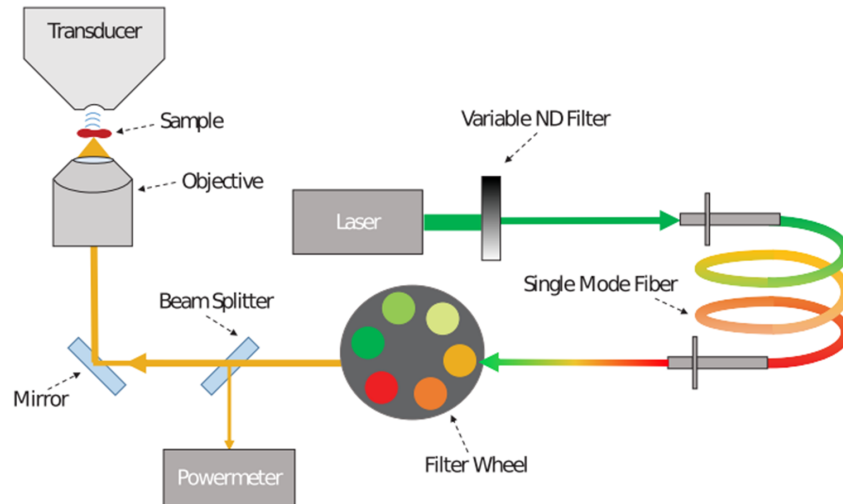 Transducer
Sample
Objective
Variable ND Filter
Laser
Single Mode Fiber
Beam Splitter
Mirror
Filter Wheel
Powermeter